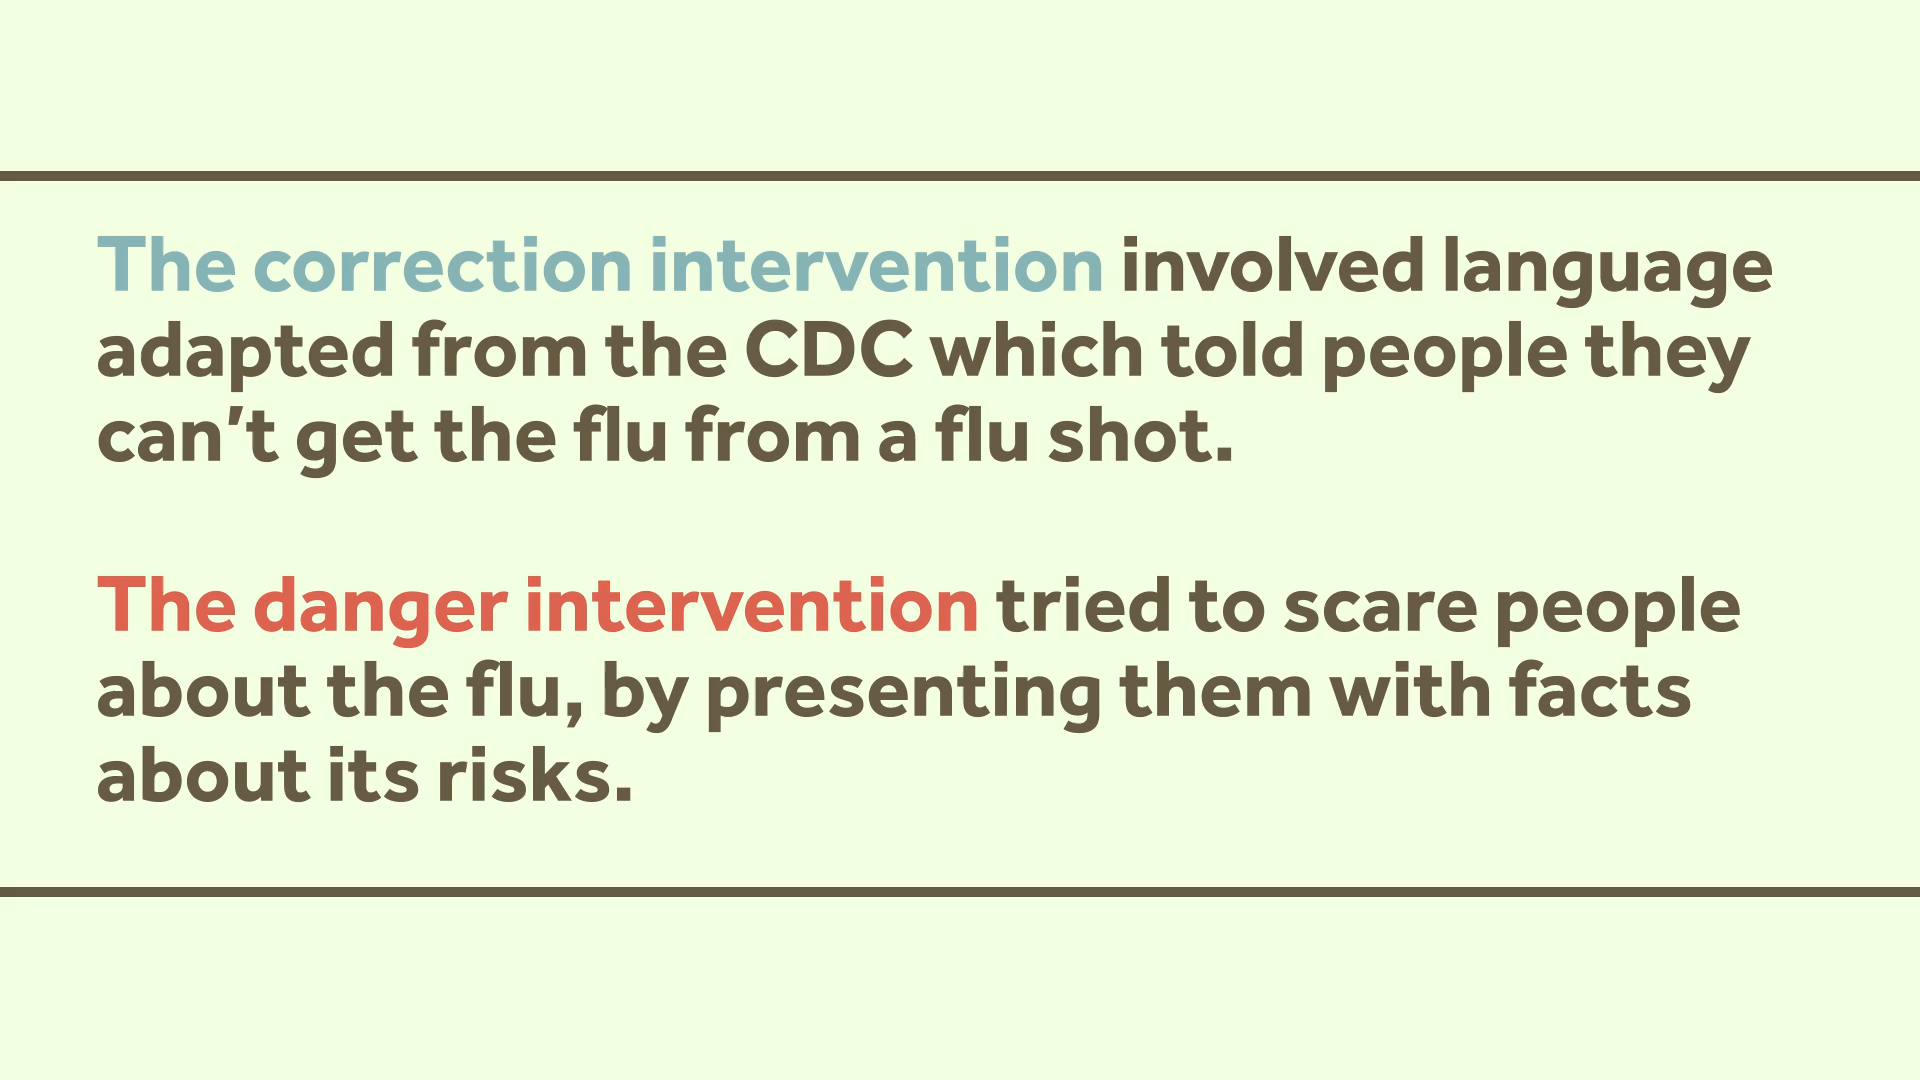 The correction intervention involved language
adapted from the CDC which told people they
can't get the flu from a flu shot.
The danger intervention tried to scare people
about the flu, by presenting them with facts
about its risks.